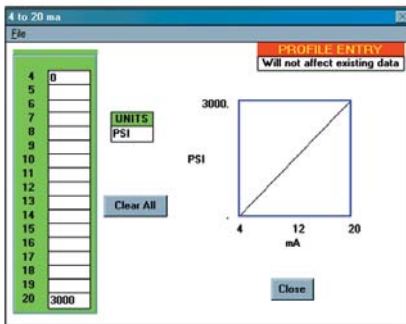 4 to 20 ma
File
PROFILE ENTRY
Will not affect existing data
4 0
5
6
7
8
9
10
11
12
13
14
15
16
17
18
19
20 3000
UNITS
PSI
Clear All
3000.
PSI
.
4 12 20
mA
Close